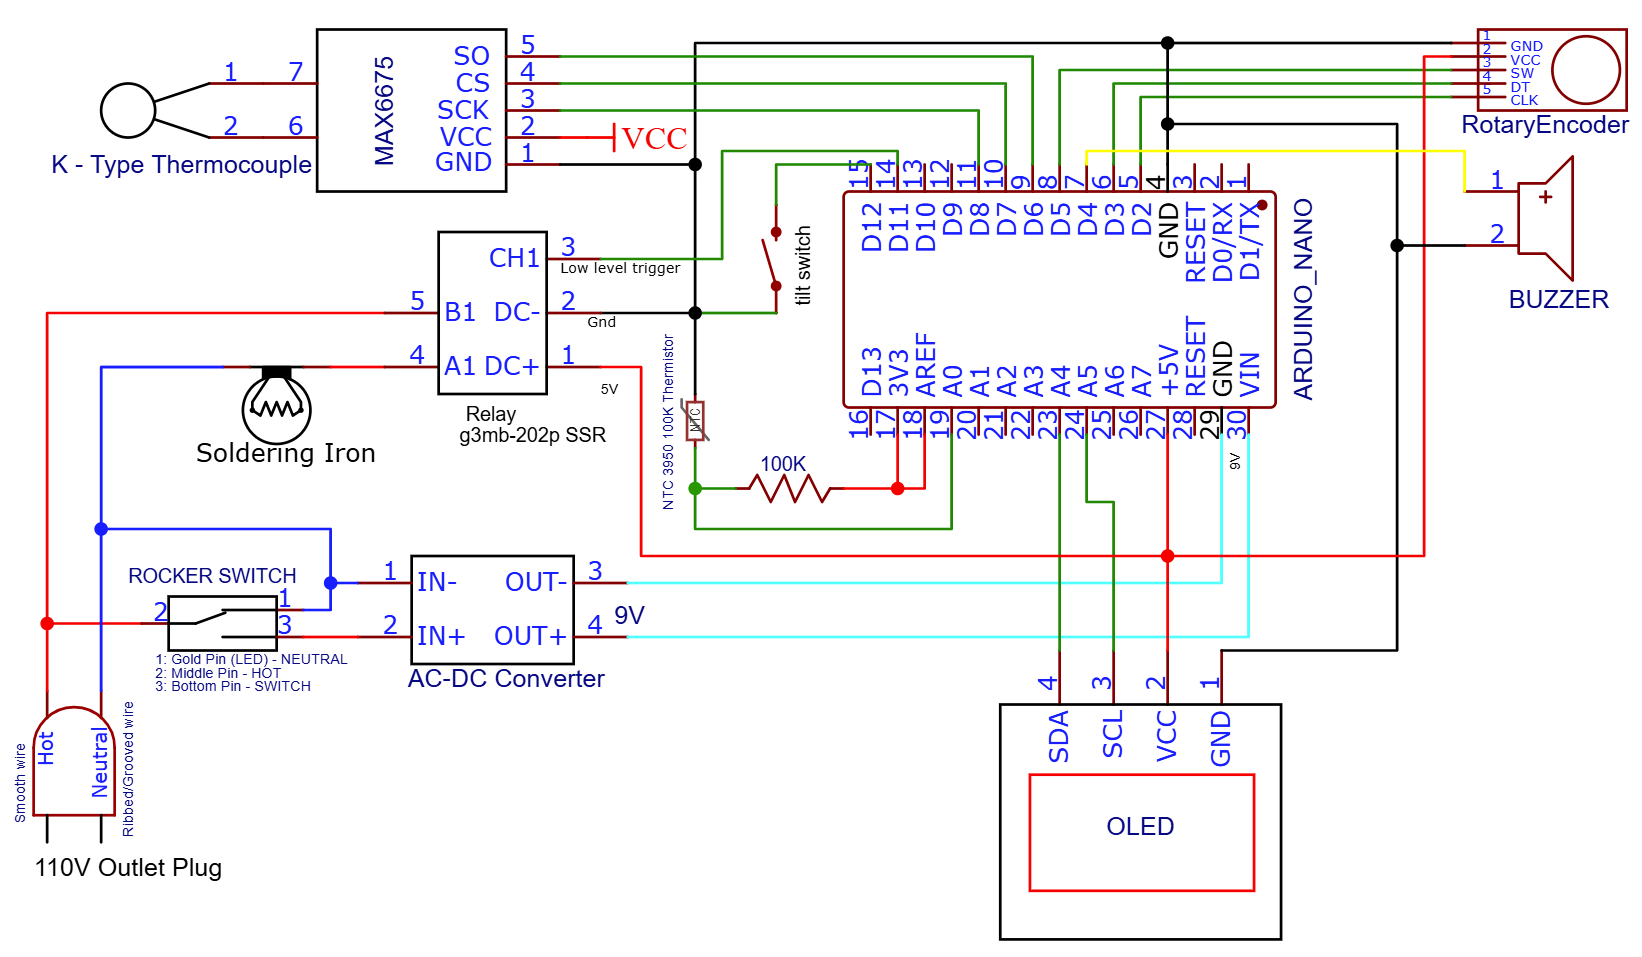 K - Type Thermocouple
1
2
7
6
MAX6675
SO
CS
SCK
VCC
GND
5
4
3
2
1
VCC
1
2
3
4
5
GND
VCC
SW
DT
CLK
RotaryEncoder
15
14
13
12
11
10
9
8
7
6
5
4
3
2
1
D12
D11
D10
D9
D8
D7
D6
D5
D4
D3
D2
GND
RESET
D0/RX
D1/TX
ARDUINO_NANO
D13
3V3
AREF
A0
A1
A2
A3
A4
A5
A6
A7
+5V
RESET
GND
VIN
16
17
18
19
20
21
22
23
24
25
26
27
28
29
30
9V
1
2
+
BUZZER
tilt switch
CH1
B1 DC-
A1 DC+
3
2
1
5
4
Low level trigger
Gnd
5V
Relay
g3mb-202p SSR
Soldering Iron
NTC 3950 100K Thermistor
NTC
100K
ROCKER SWITCH
2
1
3
1: Gold Pin (LED) - NEUTRAL
2: Middle Pin - HOT
3: Bottom Pin - SWITCH
1
2
IN- OUT-
IN+ OUT+
3
4
9V
AC-DC Converter
Smooth wire
Hot
Neutral
Ribbed/Grooved wire
110V Outlet Plug
4
3
2
1
SDA
SCL
VCC
GND
OLED